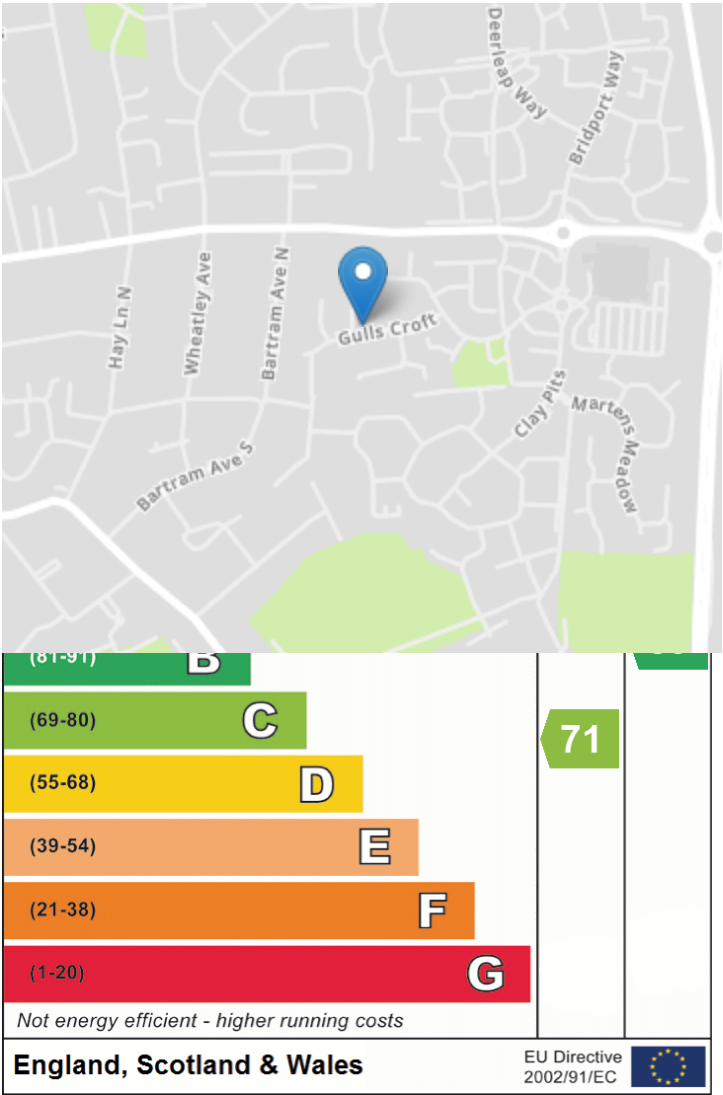 Deerleap Way
Bridport Way
Hay Ln N
Wheatley Ave
Bartram Ave N
Gulls Croft
Clay Pits
Martens Meadow
Bartram Ave S
(81-91) B
(69-80) C
71
(55-68) D
(39-54) E
(21-38) F
(1-20) G
Not energy efficient - higher running costs
England, Scotland & Wales
EU Directive
2002/91/EC